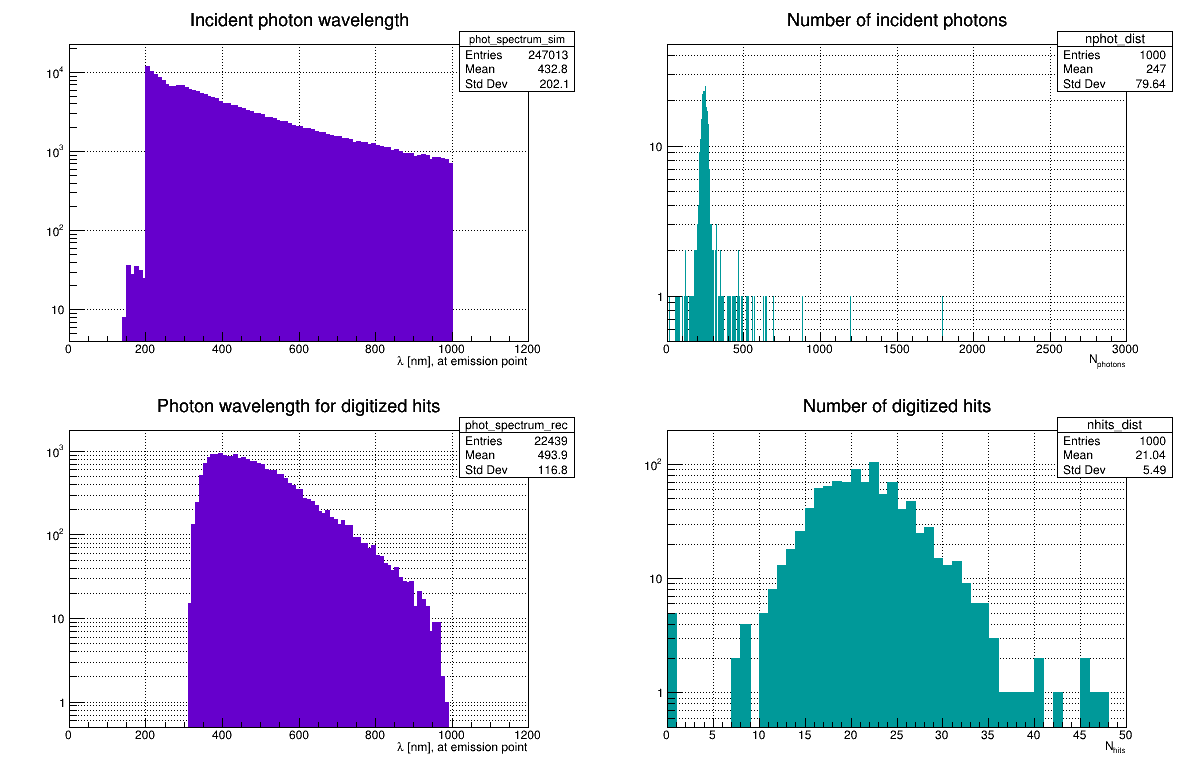 Incident photon wavelength
phot_spectrum_sim
Entries 247013
Mean 432.8
Std Dev 202.1
10^4
10^3
10^2
10
0 200 400 600 800 1000 1200
λ [nm], at emission point
Number of incident photons
nphot_dist
Entries 1000
Mean 247
Std Dev 79.64
10
1
0 500 1000 1500 2000 2500 3000
N_photons
Photon wavelength for digitized hits
phot_spectrum_rec
Entries 22439
Mean 493.9
Std Dev 116.8
10^3
10^2
10
1
0 200 400 600 800 1000 1200
λ [nm], at emission point
Number of digitized hits
nhits_dist
Entries 1000
Mean 21.04
Std Dev 5.49
10^2
10
1
0 5 10 15 20 25 30 35 40 45 50
N_hits